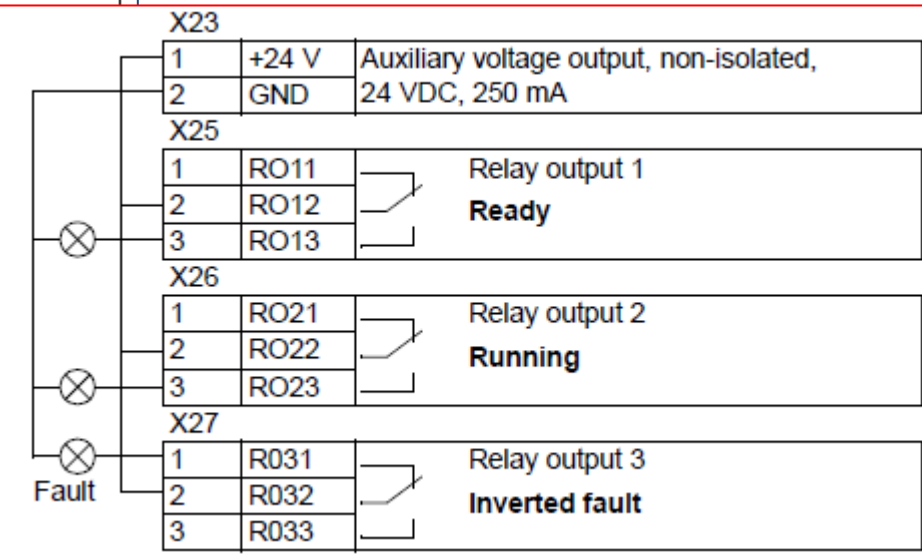 X23
1 +24 V Auxiliary voltage output, non-isolated,
2 GND 24 VDC, 250 mA
X25
1 RO11 Relay output 1
2 RO12 Ready
3 RO13
X26
1 RO21 Relay output 2
2 RO22 Running
3 RO23
X27
1 R031 Relay output 3
Fault 2 R032 Inverted fault
3 R033